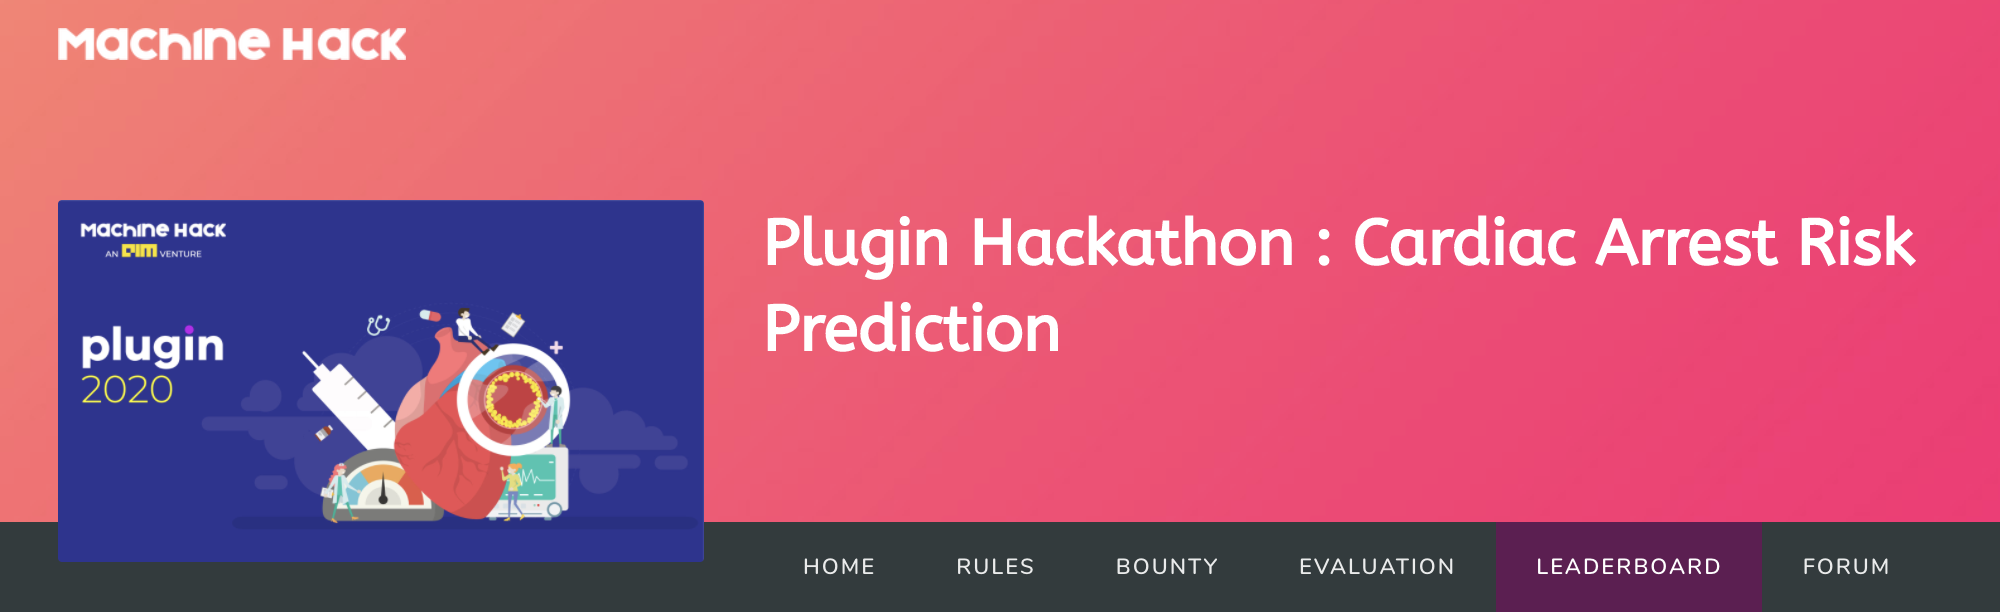 Machine Hack
Machine Hack
AN AIM VENTURE
plugin
2020
Plugin Hackathon : Cardiac Arrest Risk
Prediction
HOME RULES BOUNTY EVALUATION LEADERBOARD FORUM